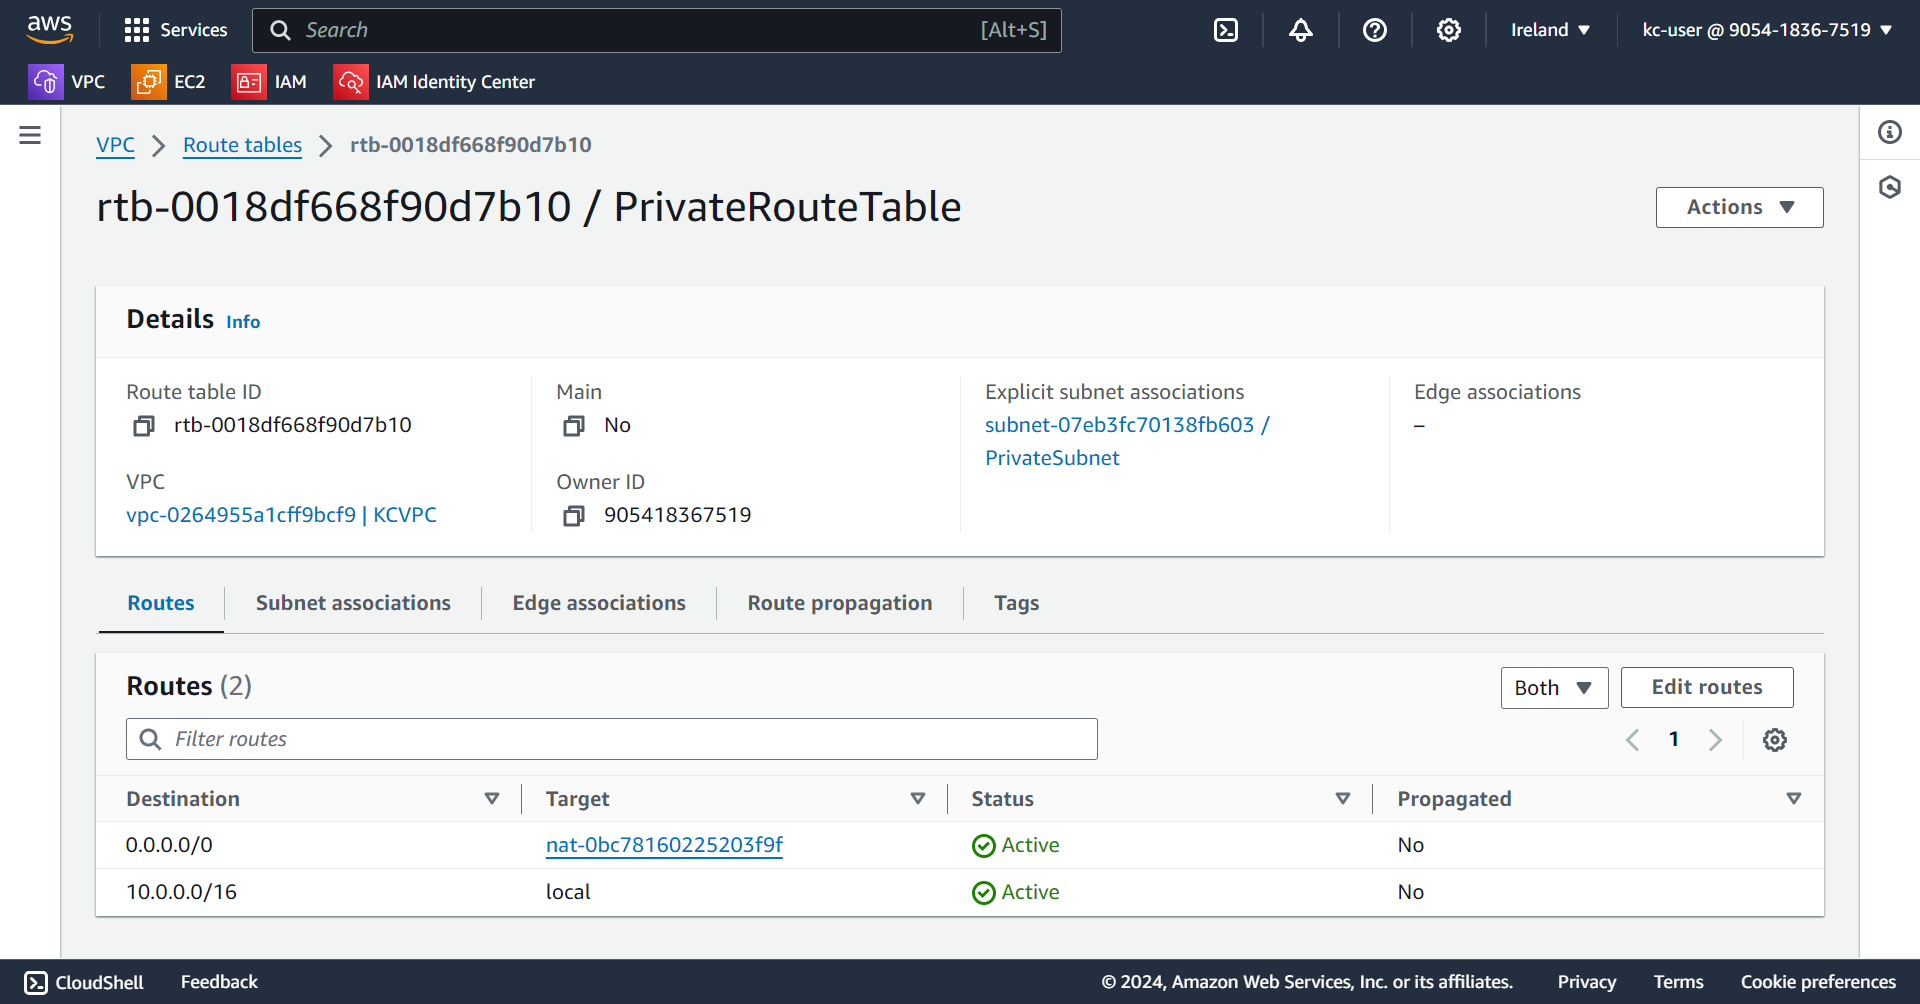 aws
Services
Search [Alt+S]
Ireland
kc-user @ 9054-1836-7519
VPC
EC2
IAM
IAM Identity Center
VPC
Route tables
rtb-0018df668f90d7b10
rtb-0018df668f90d7b10 / PrivateRouteTable
Actions
Details Info
Route table ID
rtb-0018df668f90d7b10
VPC
vpc-0264955a1cff9bcf9 | KCVPC
Main
No
Owner ID
905418367519
Explicit subnet associations
subnet-07eb3fc70138fb603 /
PrivateSubnet
Edge associations
–
Routes
Subnet associations
Edge associations
Route propagation
Tags
Routes (2)
Both
Edit routes
Filter routes
1
Destination Target Status Propagated
0.0.0.0/0 nat-0bc78160225203f9f Active No
10.0.0.0/16 local Active No
CloudShell
Feedback
© 2024, Amazon Web Services, Inc. or its affiliates.
Privacy
Terms
Cookie preferences